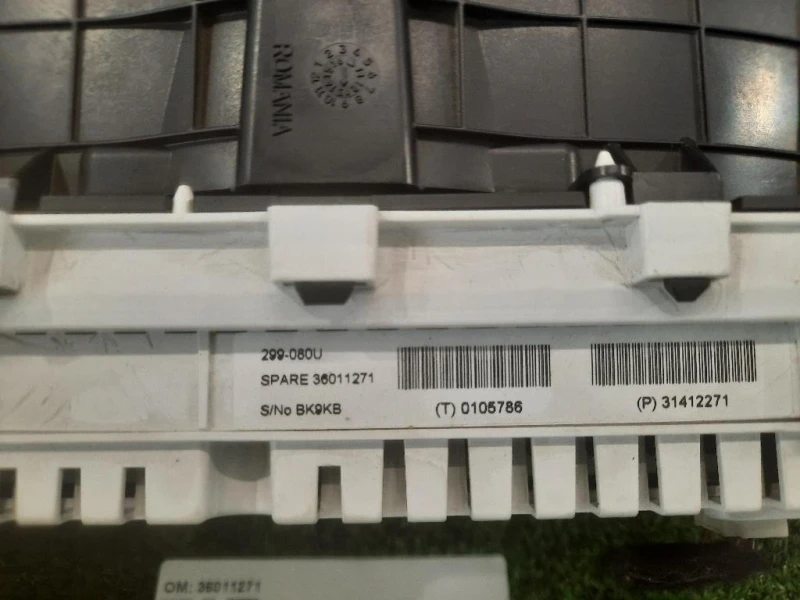 ROMANIA
299-080U
SPARE 36011271
S/No BK9KB
(T) 0105786
(P) 31412271
OM: 36011271